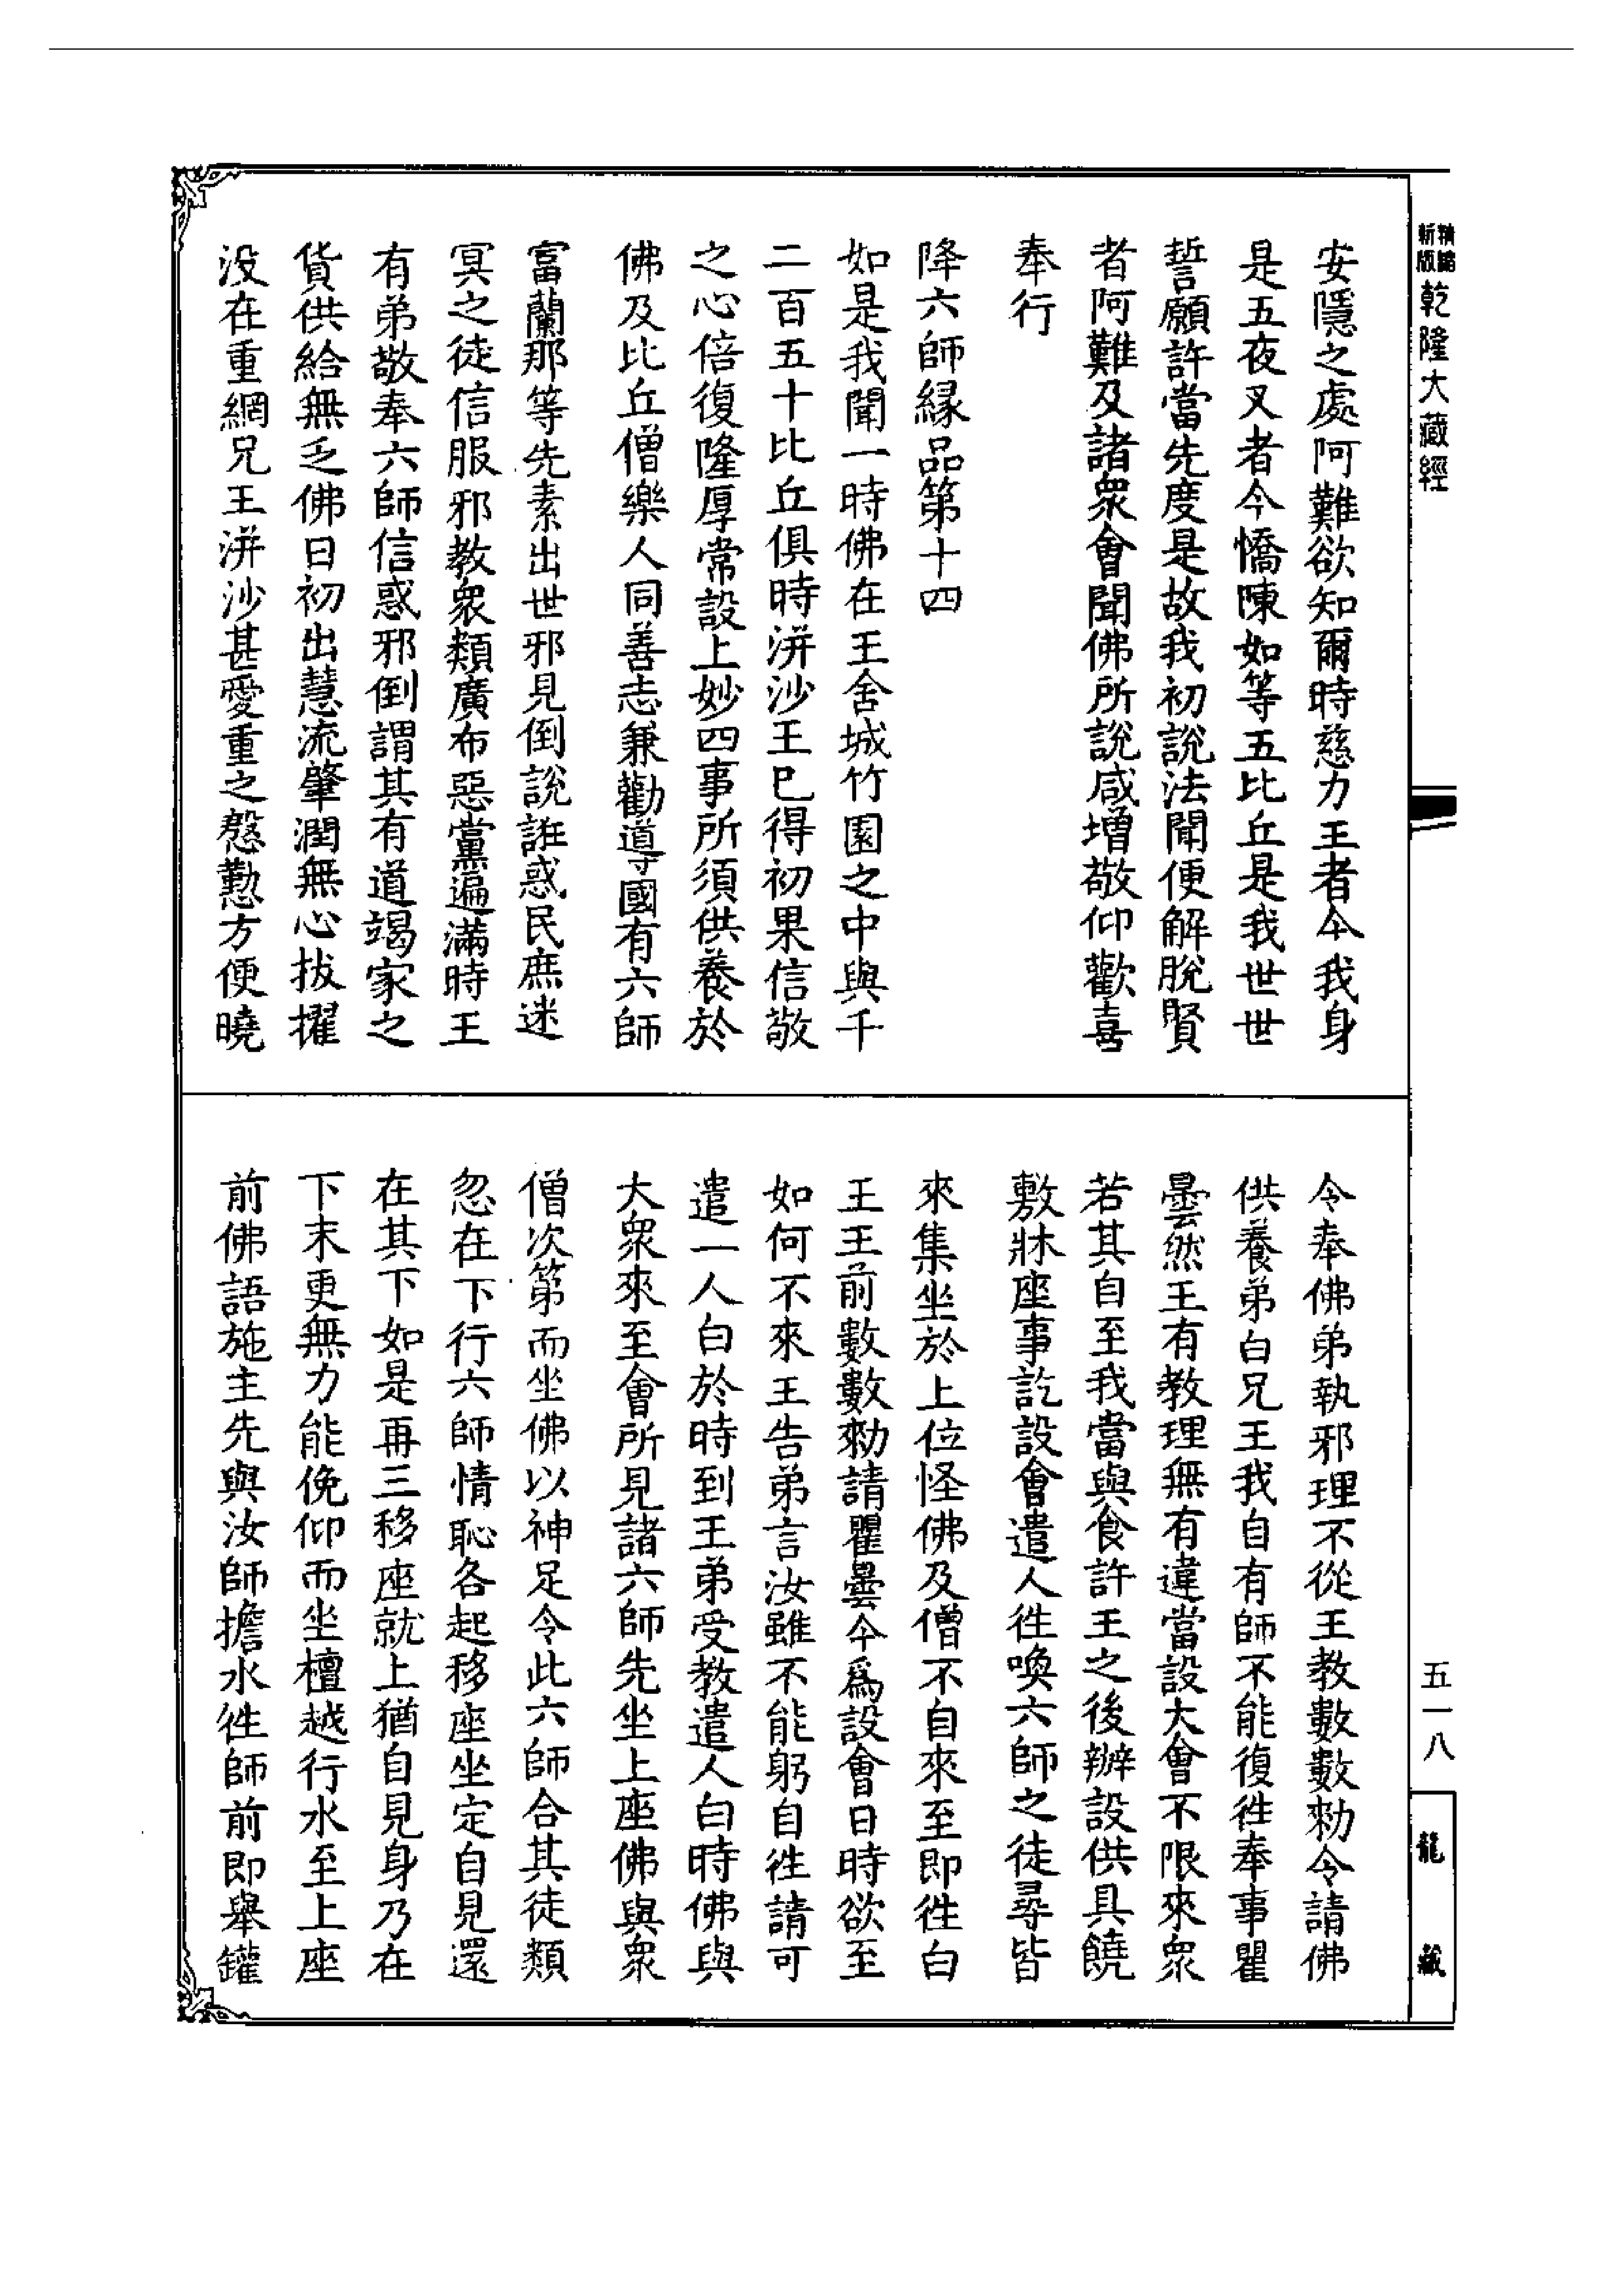 精縮
新版
乾隆大藏經
安隱之處阿難欲知爾時慈力王者今我身
是五夜叉者今憍陳如等五比丘是我世世
誓願許當先度是故我初說法聞便解脫賢
者阿難及諸衆會聞佛所說咸增敬仰歡喜
奉行
降六師緣品第十四
如是我聞一時佛在王舍城竹園之中與千
二百五十比丘俱時洴沙王已得初果信敬
之心倍復隆厚常設上妙四事所須供養於
佛及比丘僧樂人同善志兼勸導國有六師
富蘭那等先素出世邪見倒說誑惑民庶迷
冥之徒信服邪教衆類廣布惡黨遍滿時王
有弟敬奉六師信惑邪倒謂其有道竭家之
貨供給無乏佛日初出慧流肇潤無心拔擢
没在重網兄王洴沙甚愛重之慇懃方便曉
令奉佛弟執邪理不從王教數數勑令請佛
供養弟白兄王我自有師不能復徃奉事瞿
曇然王有教理無有違當設大會不限來衆
若其自至我當與食許王之後辦設供具饒
敷牀座事訖設會遣人徃喚六師之徒尋皆
來集坐於上位怪佛及僧不自來至即徃白
王王前數數勑請瞿曇今爲設會日時欲至
如何不來王告弟言汝雖不能躬自徃請可
遣一人白於時到王弟受教遣人白時佛與
大衆來至會所見諸六師先坐上座佛與衆
僧次第而坐佛以神足令此六師合其徒類
忽在下行六師情恥各起移座坐定自見還
在其下如是再三移座就上猶自見身乃在
下末更無力能俛仰而坐檀越行水至上座
前佛語施主先與汝師擔水徃師前即舉罐
五一八
龍藏